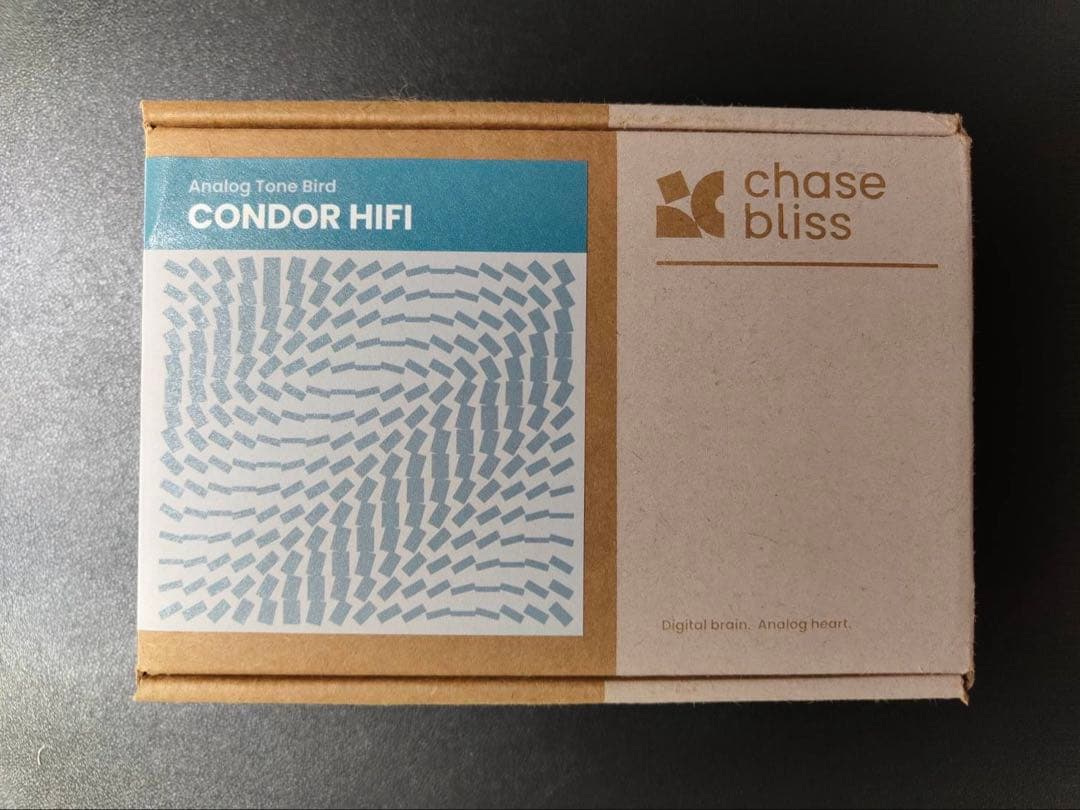 Analog Tone Bird
CONDOR HIFI
chase
bliss
Digital brain. Analog heart.